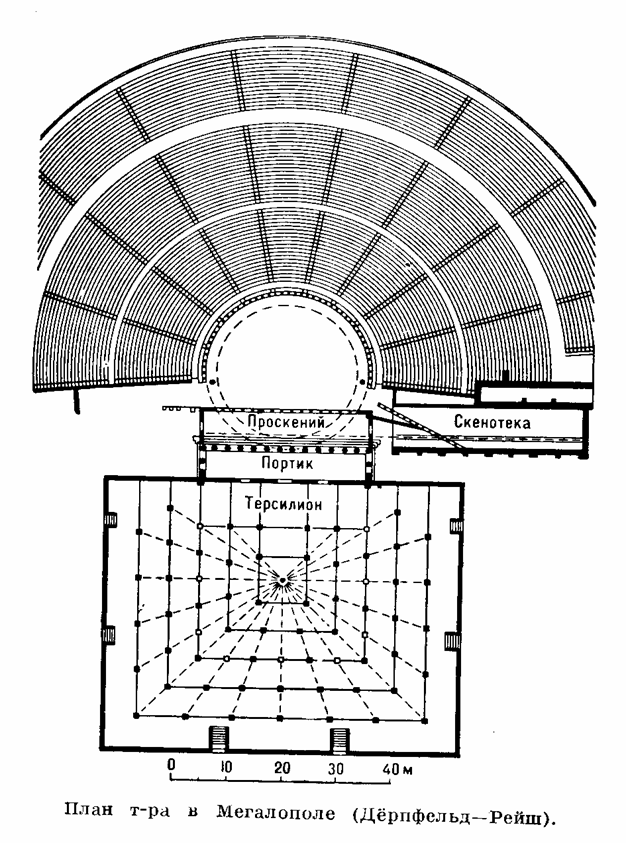 Проскений
Скенотека
Портик
Терсилион
0 10 20 30 40 м
План т-ра в Мегалополе (Дёрпфельд—Рейш).